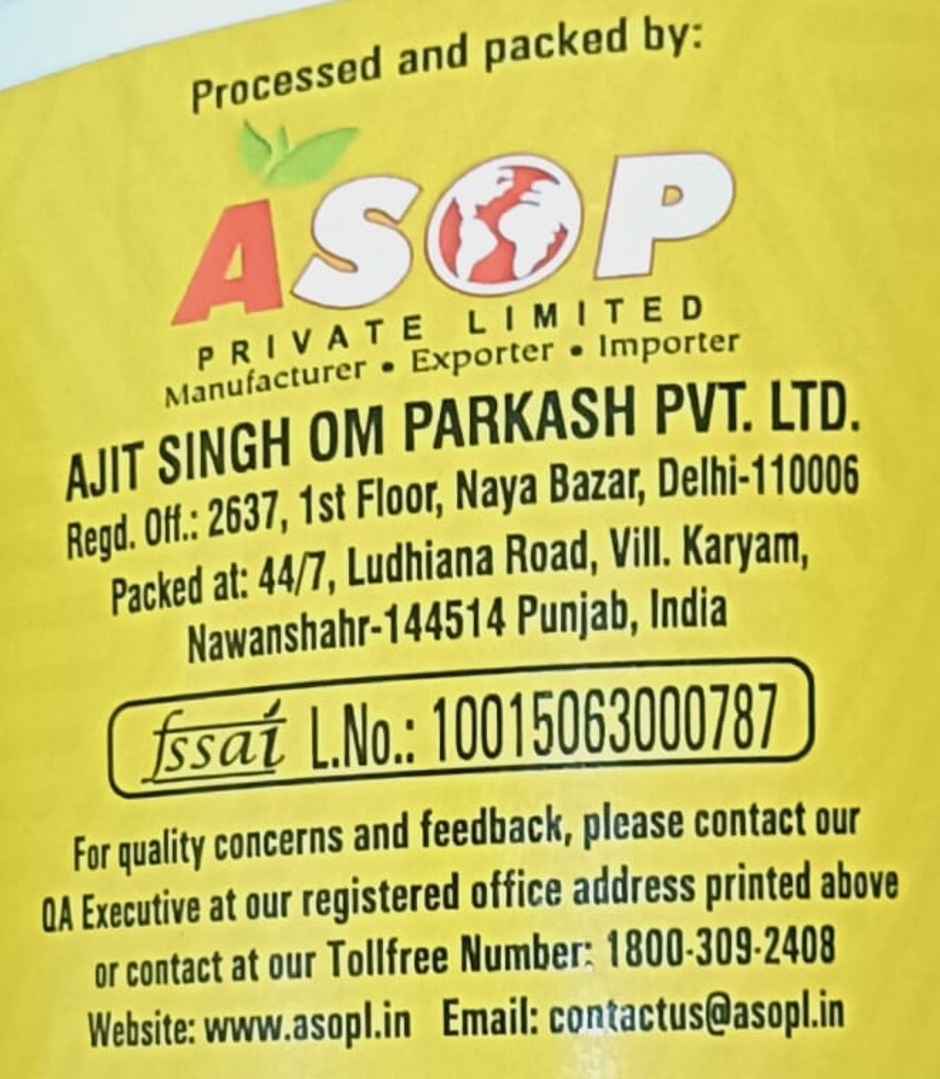 Processed and packed by:
ASOP
PRIVATE LIMITED
Manufacturer • Exporter • Importer
AJIT SINGH OM PARKASH PVT. LTD.
Regd. Off.: 2637, 1st Floor, Naya Bazar, Delhi-110006
Packed at: 44/7, Ludhiana Road, Vill. Karyam,
Nawanshahr-144514 Punjab, India
fssai L.No.: 10015063000787
For quality concerns and feedback, please contact our
QA Executive at our registered office address printed above
or contact at our Tollfree Number: 1800-309-2408
Website: www.asopl.in Email: contactus@asopl.in